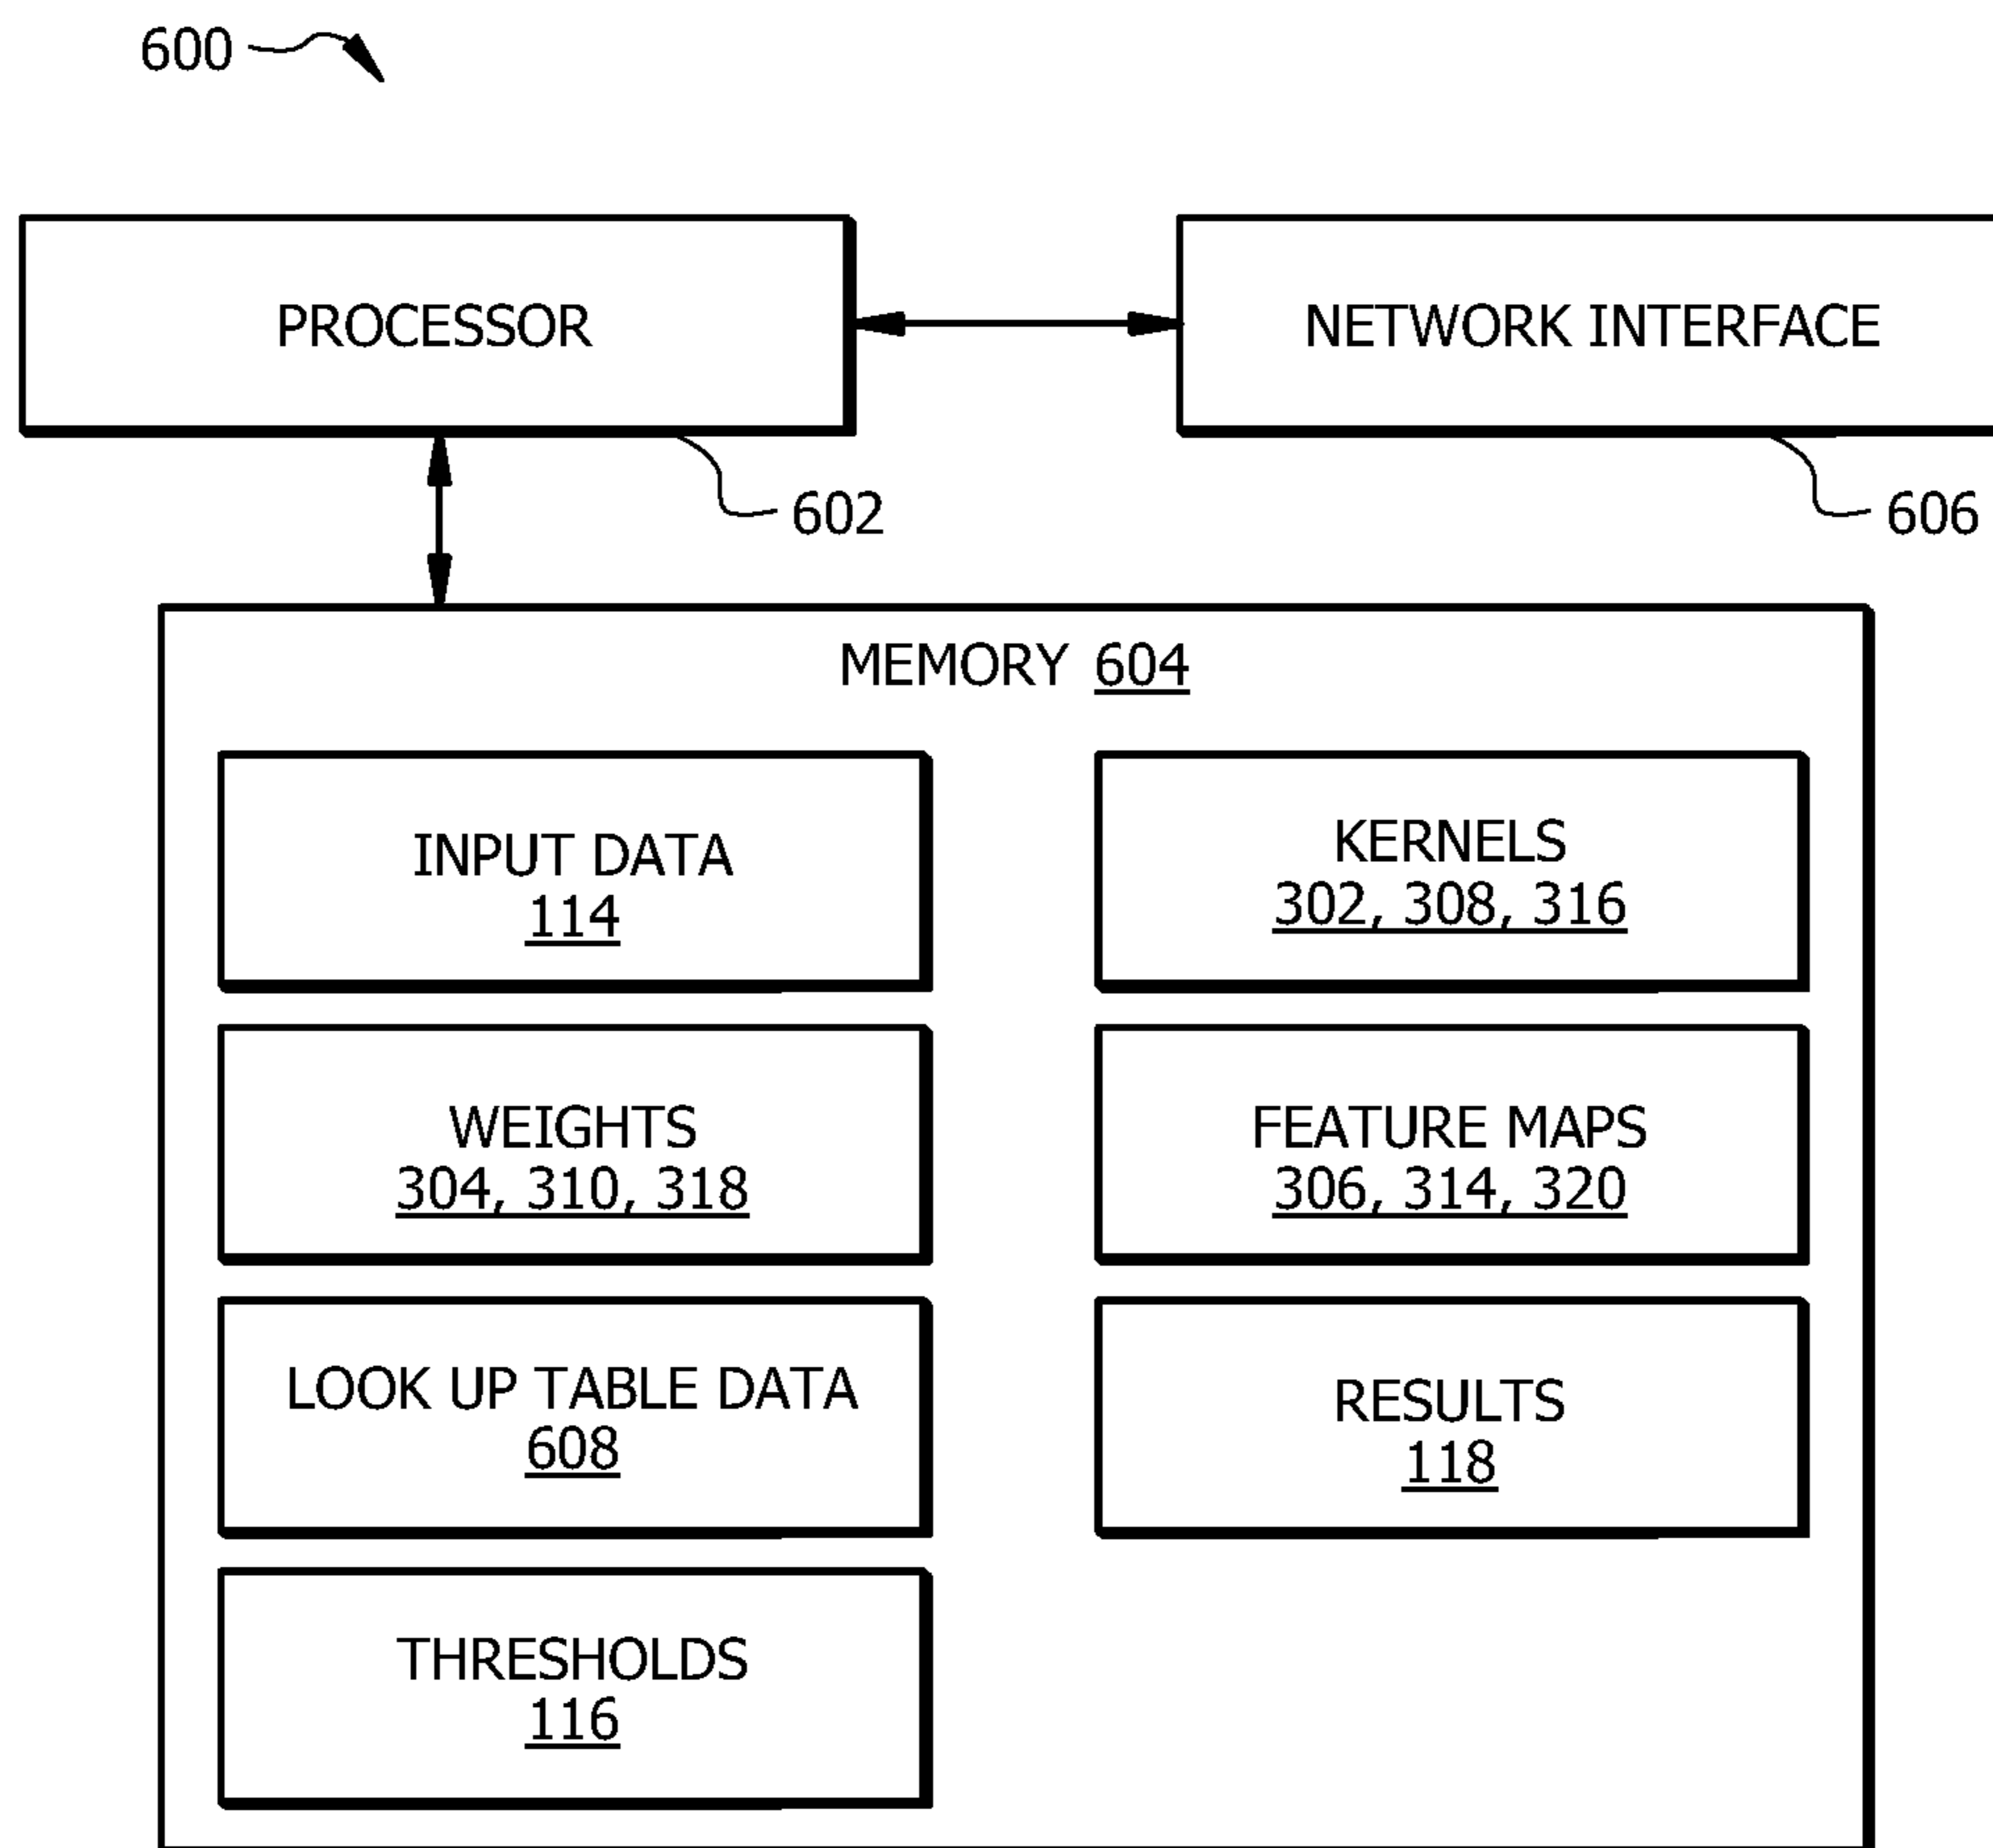 600
PROCESSOR
NETWORK INTERFACE
602
606
MEMORY 604
INPUT DATA
114
KERNELS
302, 308, 316
WEIGHTS
304, 310, 318
FEATURE MAPS
306, 314, 320
LOOK UP TABLE DATA
608
RESULTS
118
THRESHOLDS
116